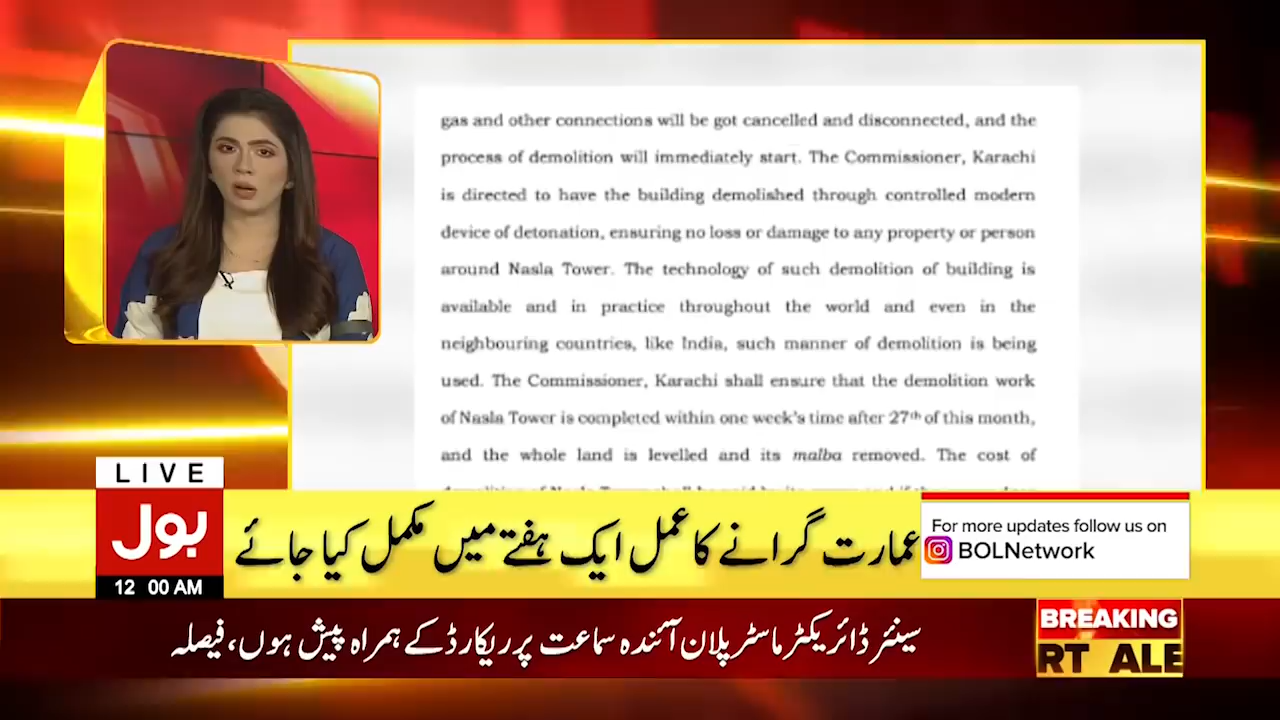 gas and other connections will be got cancelled and disconnected, and the
process of demolition will immediately start. The Commissioner, Karachi
is directed to have the building demolished through controlled modern
device of detonation, ensuring no loss or damage to any property or person
around Nasla Tower. The technology of such demolition of building is
available and in practice throughout the world and even in the
neighbouring countries, like India, such manner of demolition is being
used. The Commissioner, Karachi shall ensure that the demolition work
of Nasla Tower is completed within one week's time after 27th of this month,
and the whole land is levelled and its malba removed. The cost of
LIVE
بول
12 00 AM
عمارت گرانے کا عمل ایک ہفتے میں مکمل کیا جائے
For more updates follow us on
BOLNetwork
سینئر ڈائریکٹر ماسٹر پلان آئندہ سماعت پر ریکارڈ کے ہمراہ پیش ہوں، فیصلہ
BREAKING
RT ALE